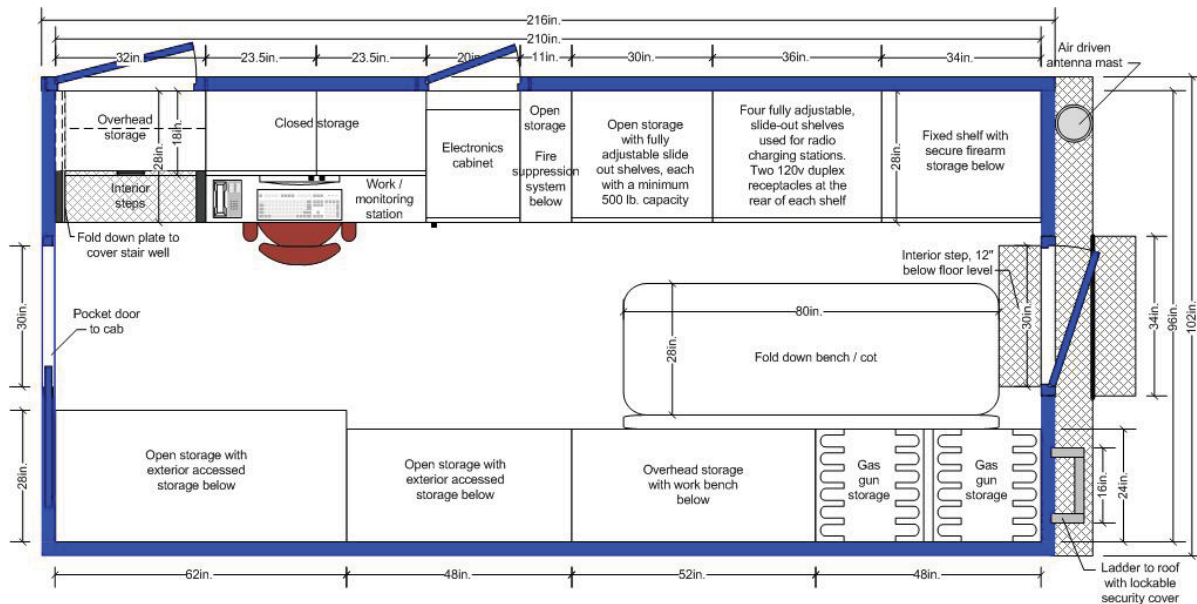 216in.
210in.
32in.
23.5in.
23.5in.
20in.
11in.
30in.
36in.
34in.
Air driven
antenna mast
Overhead
storage
18in.
28in.
Interior
steps
Closed storage
Work /
monitoring
station
Electronics
cabinet
Open
storage
Fire
suppression
system
below
Open storage
with fully
adjustable slide
out shelves, each
with a minimum
500 lb. capacity
Four fully adjustable,
slide-out shelves
used for radio
charging stations.
Two 120v duplex
receptacles at the
rear of each shelf
28in.
Fixed shelf with
secure firearm
storage below
Fold down plate to
cover stair well
Interior step, 12"
below floor level
30in.
Pocket door
to cab
80in.
28in.
Fold down bench / cot
30in.
34in.
96in.
102in.
28in.
Open storage with
exterior accessed
storage below
Open storage with
exterior accessed
storage below
Overhead storage
with work bench
below
Gas
gun
storage
Gas
gun
storage
16in.
24in.
62in.
48in.
52in.
48in.
Ladder to roof
with lockable
security cover